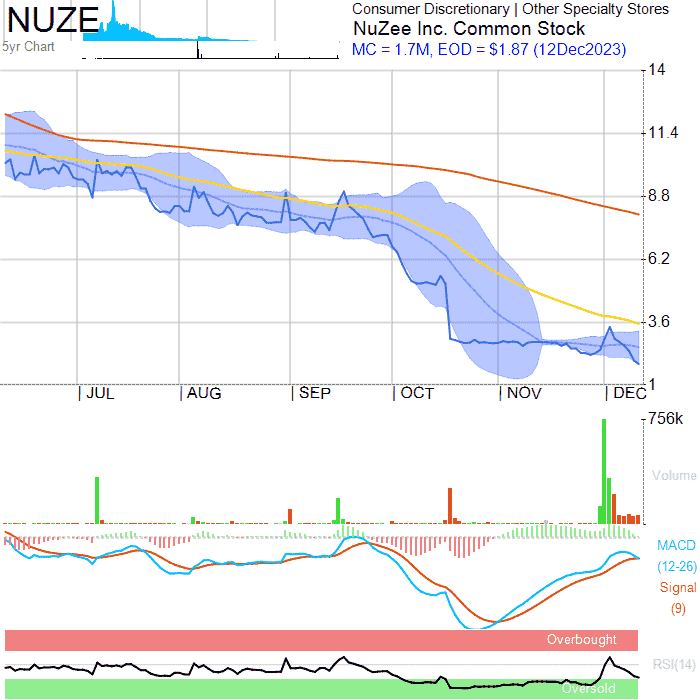 NUZE
5yr Chart
Consumer Discretionary | Other Specialty Stores
NuZee Inc. Common Stock
MC = 1.7M, EOD = $1.87 (12Dec2023)
14
11.4
8.8
6.2
3.6
1
JUL
AUG
SEP
OCT
NOV
DEC
756k
Volume
MACD
(12-26)
Signal
(9)
Overbought
RSI(14)
Oversold